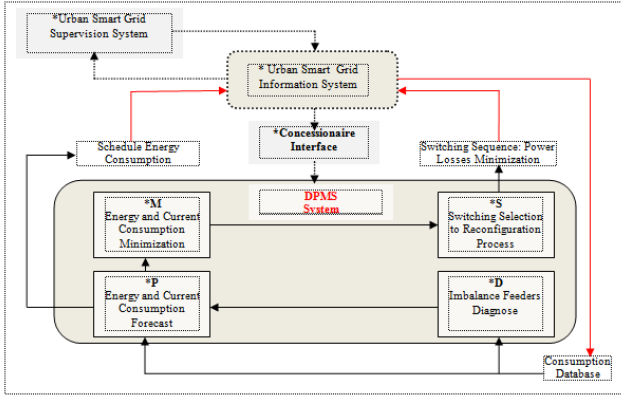 *Urban Smart Grid
Supervision System
* Urban Smart Grid
Information System
*Concessionaire
Interface
Schedule Energy
Consumption
Switching Sequence: Power
Losses Minimization
DPMS
System
*M
Energy and Current
Consumption
Minimization
*S
Switching Selection
to Reconfiguration
Process
*P
Energy and Current
Consumption
Forecast
*D
Imbalance Feeders
Diagnose
Consumption
Database